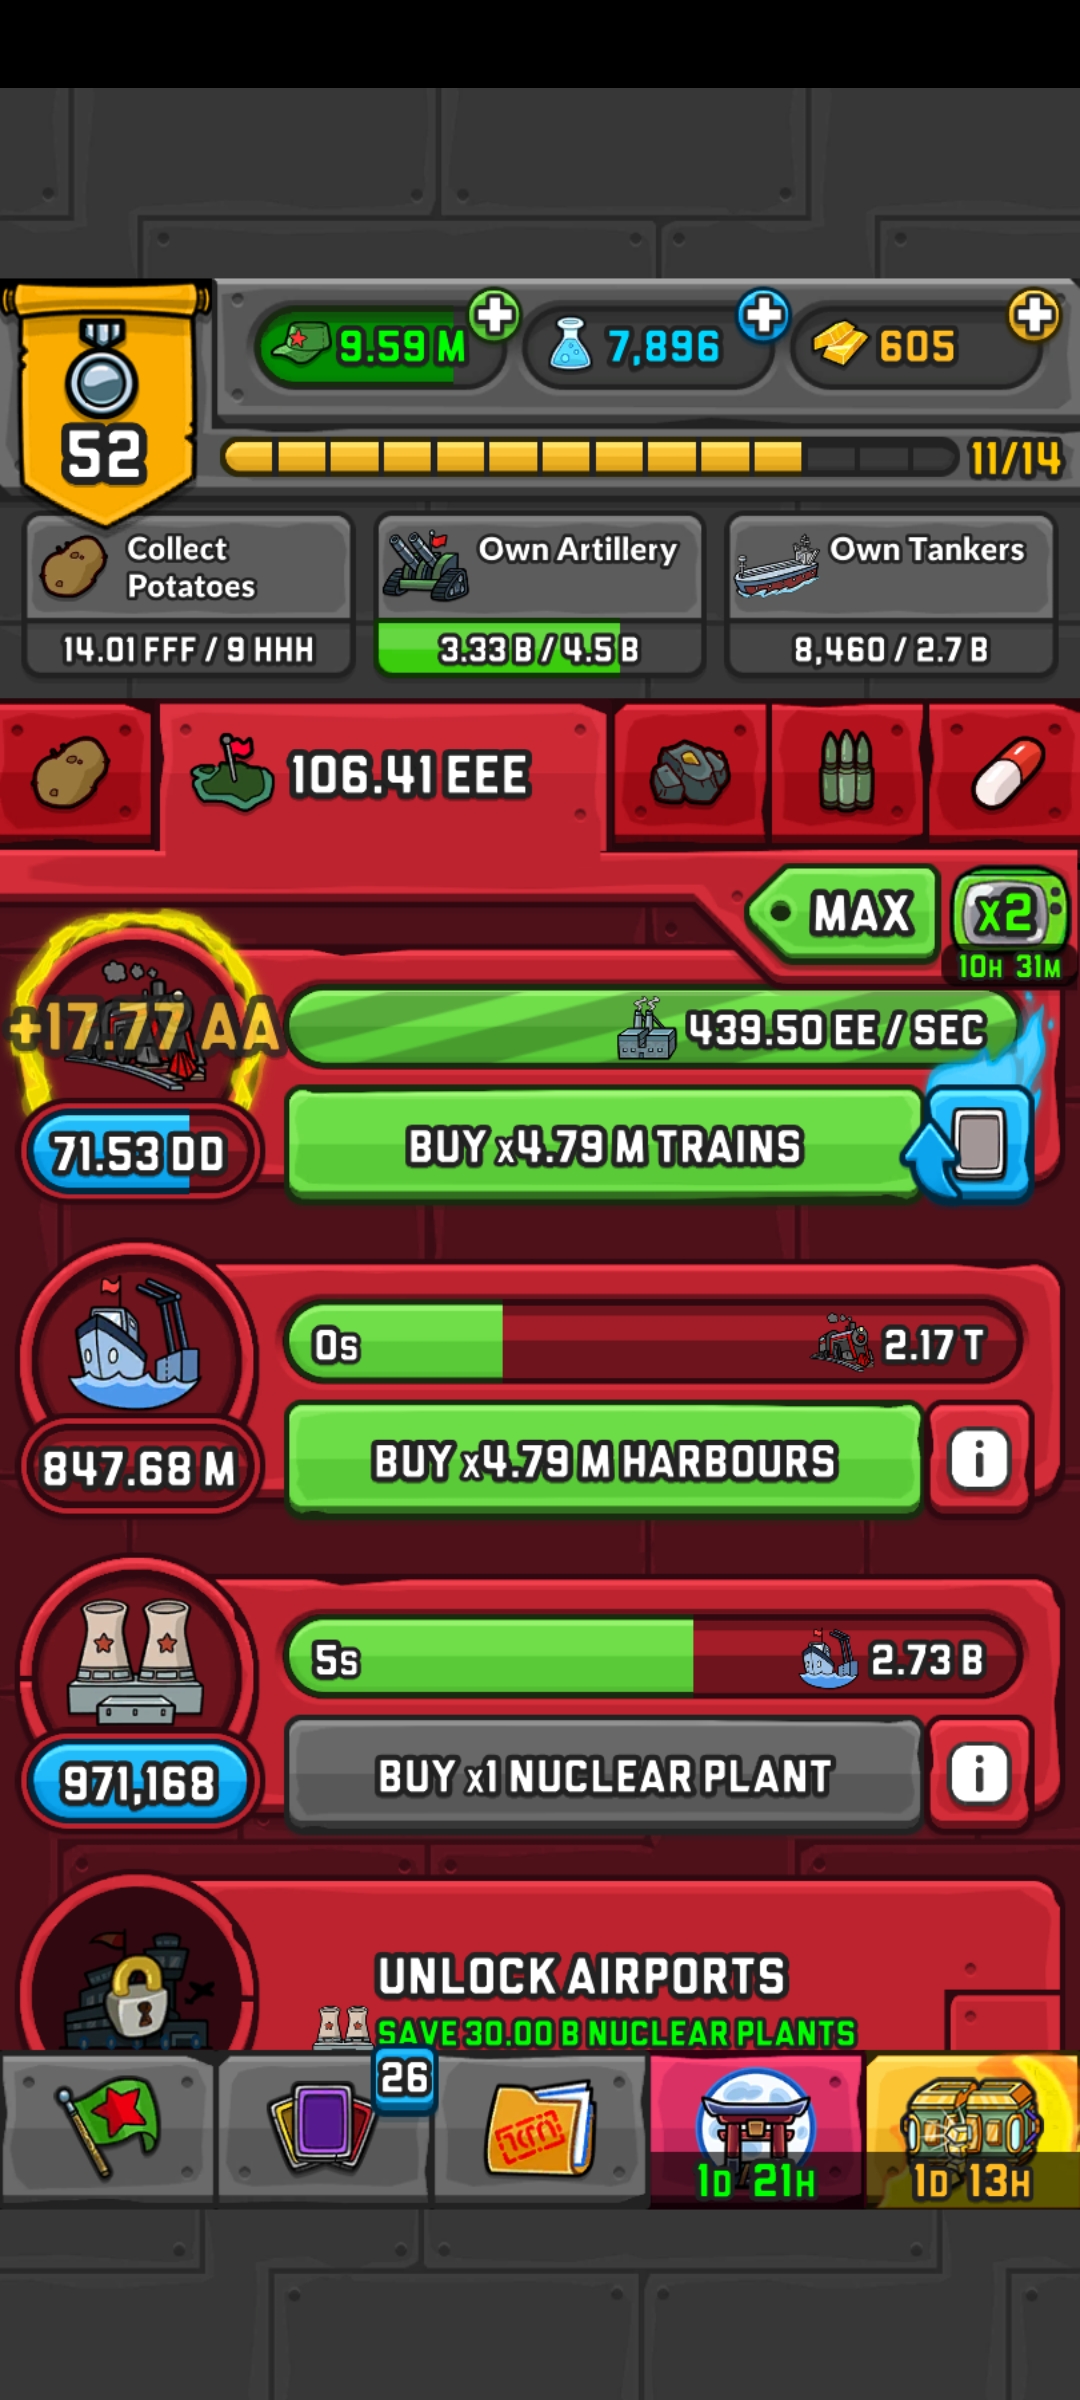 9.59 M
7,896
605
52
11/14
Collect
Potatoes
14.01 FFF / 9 HHH
Own Artillery
3.33 B / 4.5 B
Own Tankers
8,460 / 2.7 B
106.41 EEE
MAX
x2
10H 31M
+17.77 AA
439.50 EE / SEC
71.53 DD
BUY x4.79 M TRAINS
0s
2.17 T
847.68 M
BUY x4.79 M HARBOURS
i
5s
2.73 B
971,168
BUY x1 NUCLEAR PLANT
i
UNLOCK AIRPORTS
SAVE 30.00 B NUCLEAR PLANTS
26
1D 21H
1D 13H